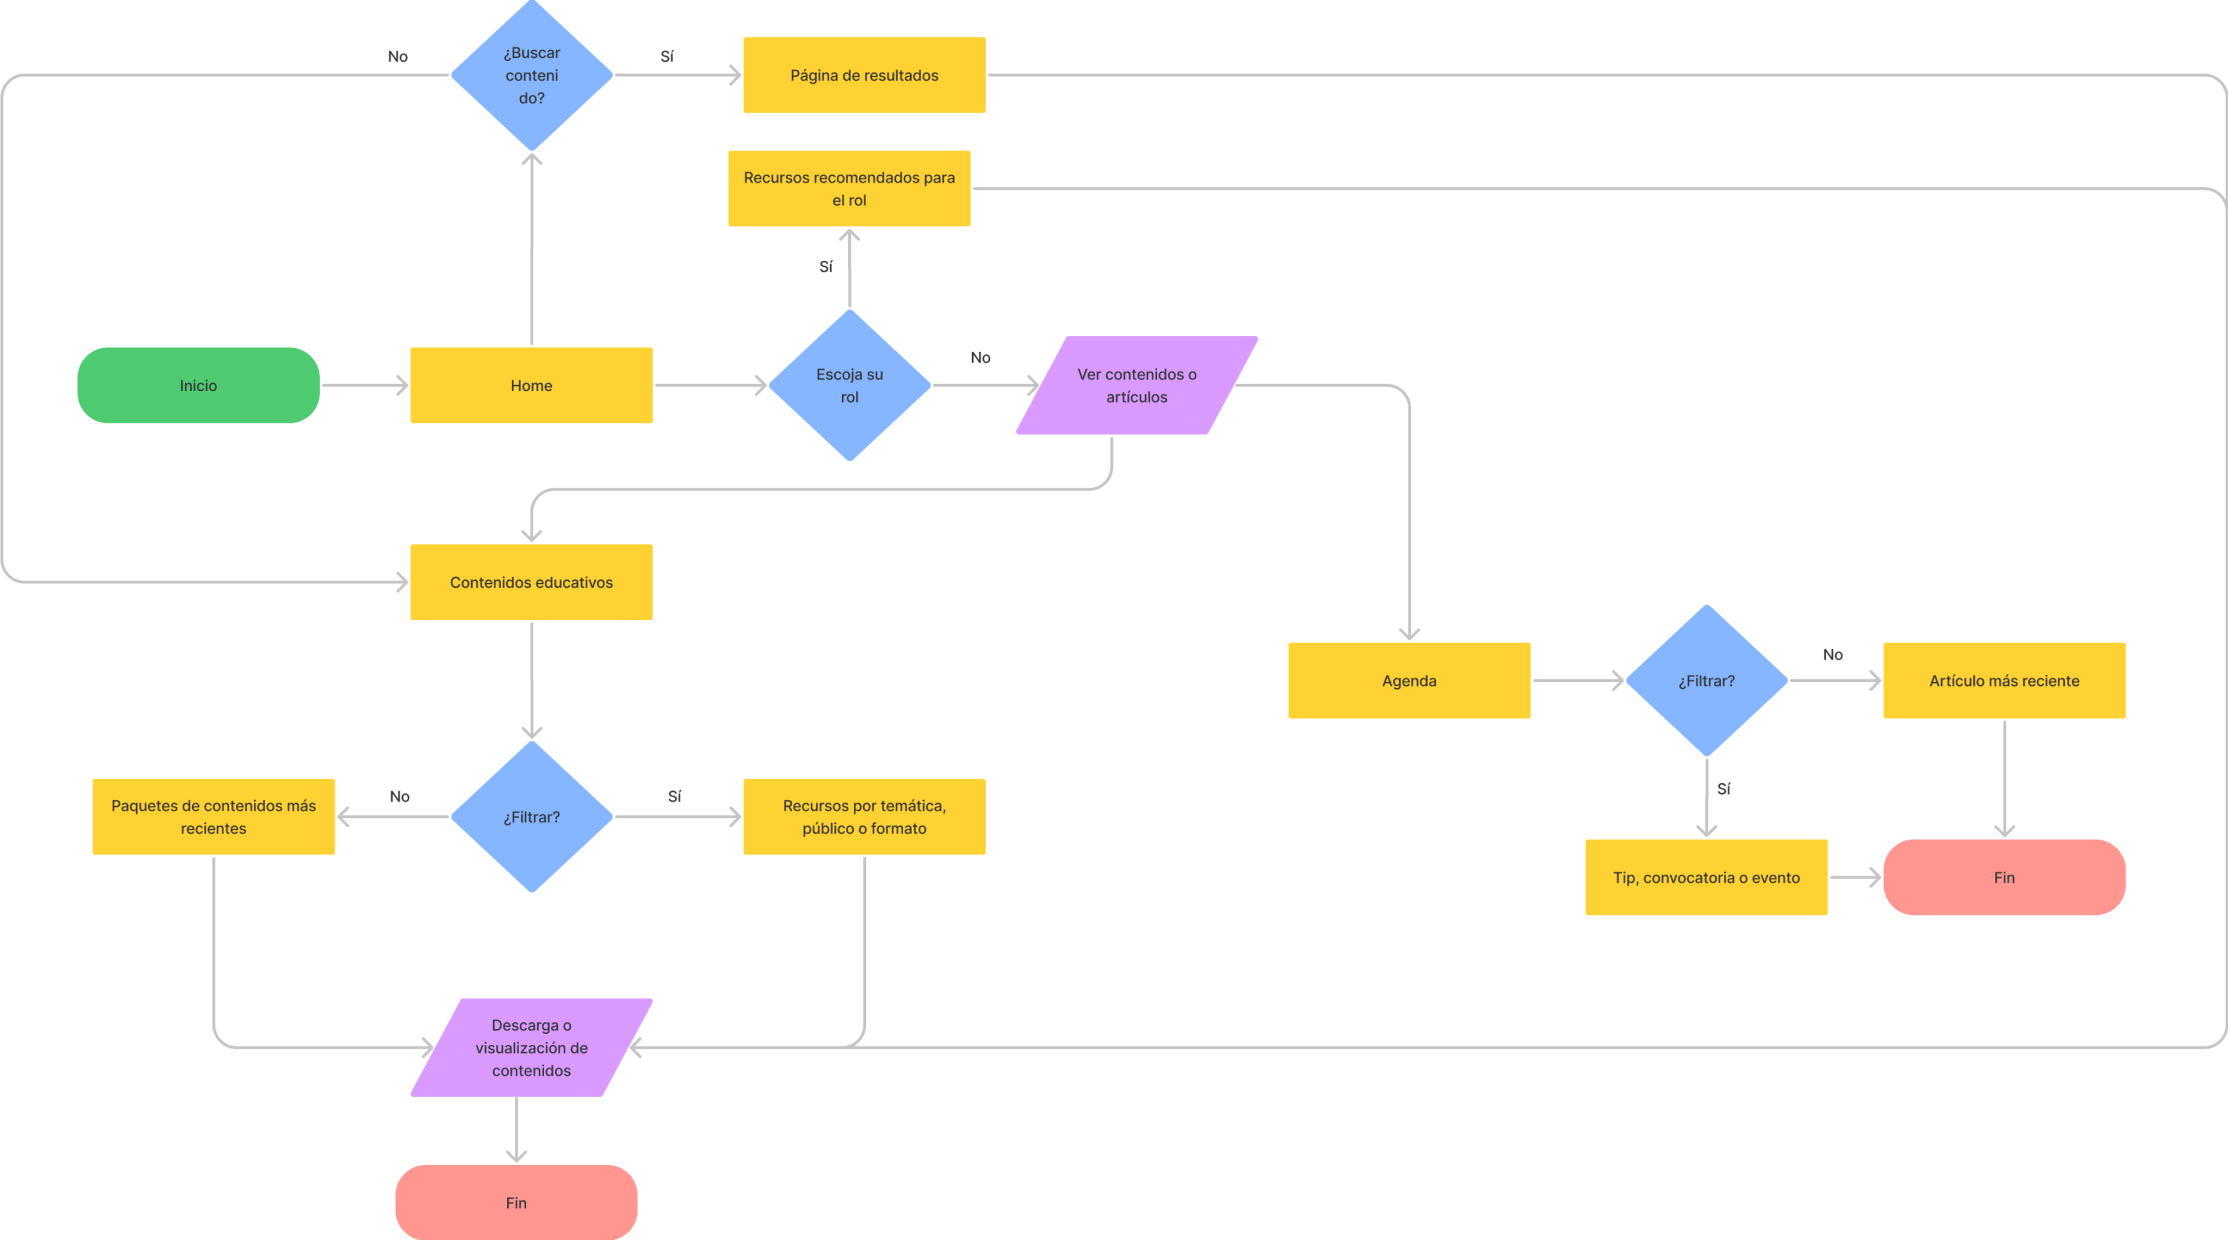 No
¿Buscar
conteni
do?
Sí
Página de resultados
Recursos recomendados para
el rol
Sí
Inicio
Home
Escoja su
rol
No
Ver contenidos o
artículos
Contenidos educativos
Agenda
¿Filtrar?
No
Artículo más reciente
Sí
Tip, convocatoria o evento
Fin
Paquetes de contenidos más
recientes
No
¿Filtrar?
Sí
Recursos por temática,
público o formato
Descarga o
visualización de
contenidos
Fin